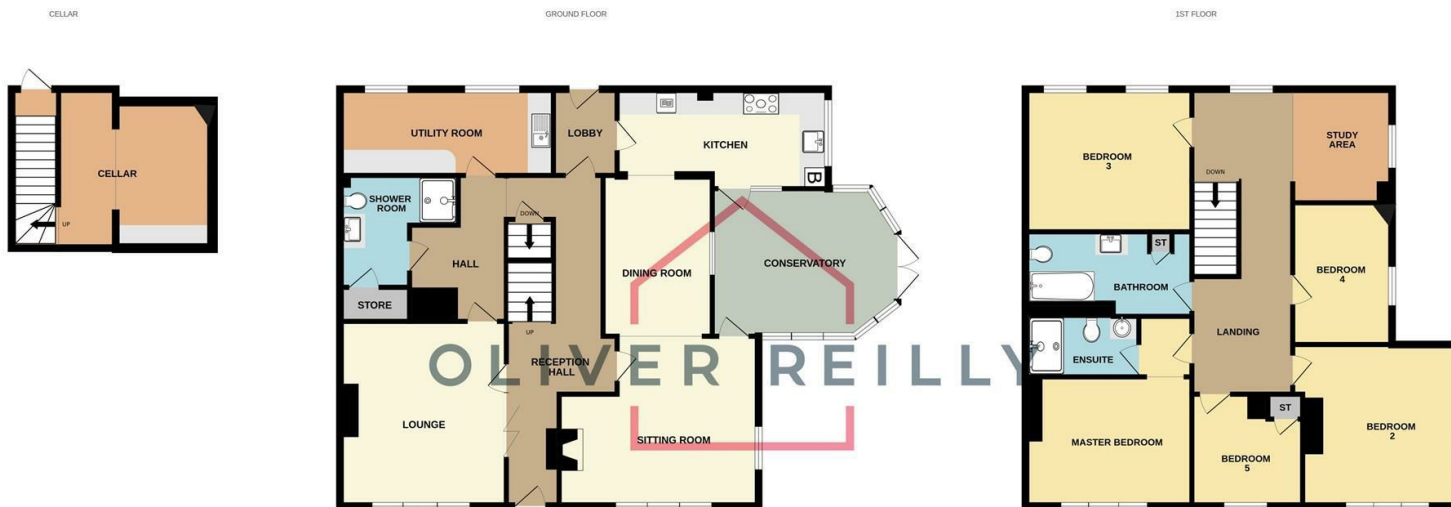 CELLAR
GROUND FLOOR
1ST FLOOR
CELLAR
UP
UTILITY ROOM
LOBBY
KITCHEN
B
SHOWER
ROOM
DOWN
HALL
STORE
DINING ROOM
CONSERVATORY
UP
RECEPTION
HALL
LOUNGE
SITTING ROOM
OLIVER REILLY
BEDROOM
3
STUDY
AREA
DOWN
BATHROOM
ST
BEDROOM
4
LANDING
ENSUITE
MASTER BEDROOM
ST
BEDROOM
5
BEDROOM
2